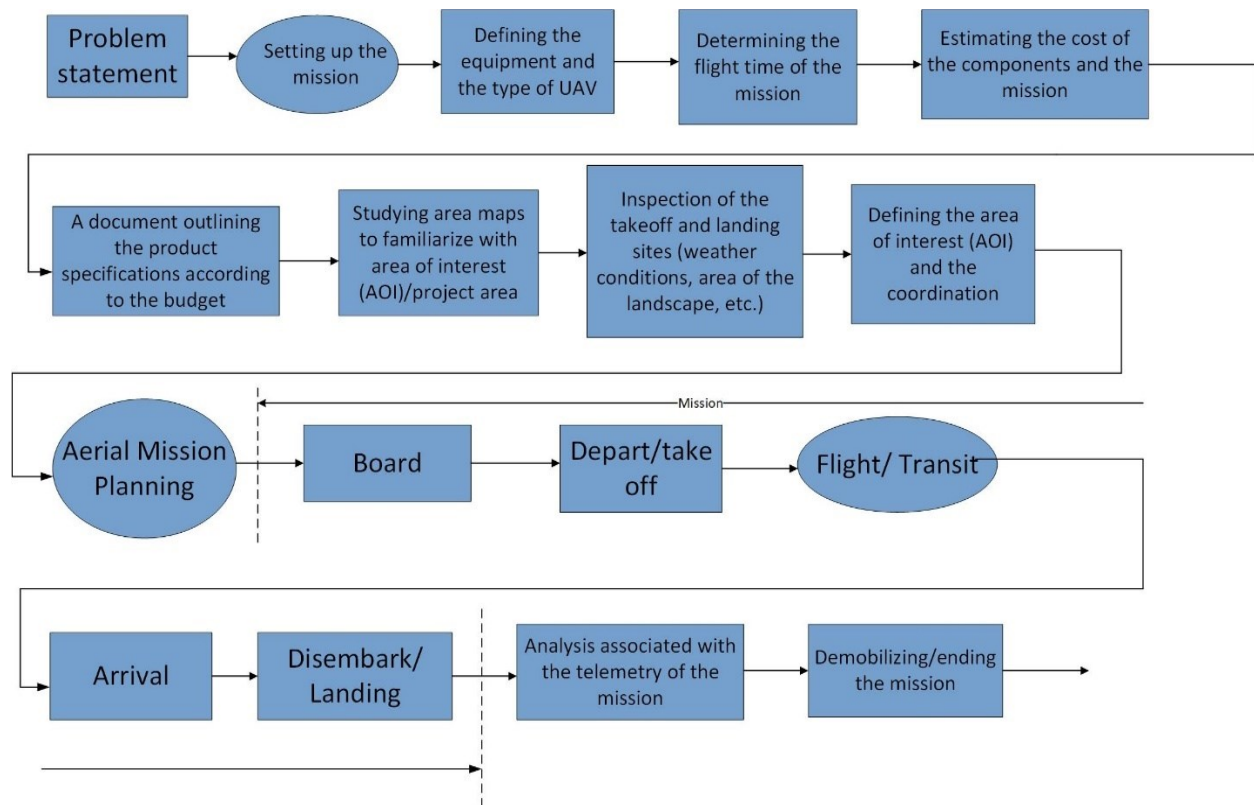 Problem
statement
Setting up the
mission
Defining the
equipment and
the type of UAV
Determining the
flight time of the
mission
Estimating the cost of
the components and the
mission
A document outlining
the product
specifications according
to the budget
Studying area maps
to familiarize with
area of interest
(AOI)/project area
Inspection of the
takeoff and landing
sites (weather
conditions, area of the
landscape, etc.)
Defining the area
of interest (AOI)
and the
coordination
Mission
Aerial Mission
Planning
Board
Depart/take
off
Flight/ Transit
Arrival
Disembark/
Landing
Analysis associated with
the telemetry of the
mission
Demobilizing/ending
the mission